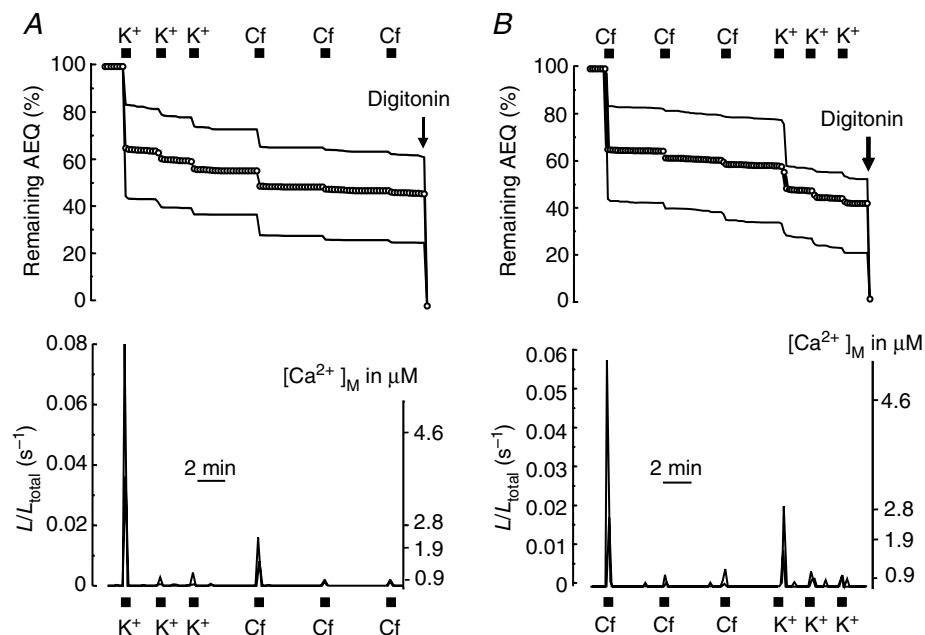 A
K+ K+ K+ Cf Cf Cf
Remaining AEQ (%)
100
80
60
40
20
0
Digitonin
L/Ltotal (s−1)
0.08
0.06
0.04
0.02
0
[Ca2+ ]M in μM
4.6
2.8
1.9
0.9
2 min
K+ K+ K+ Cf Cf Cf
B
Cf Cf Cf K+ K+ K+
Remaining AEQ (%)
100
80
60
40
20
0
Digitonin
L/Ltotal (s−1)
0.06
0.05
0.04
0.03
0.02
0.01
0
[Ca2+ ]M in μM
4.6
2.8
1.9
0.9
2 min
Cf Cf Cf K+ K+ K+